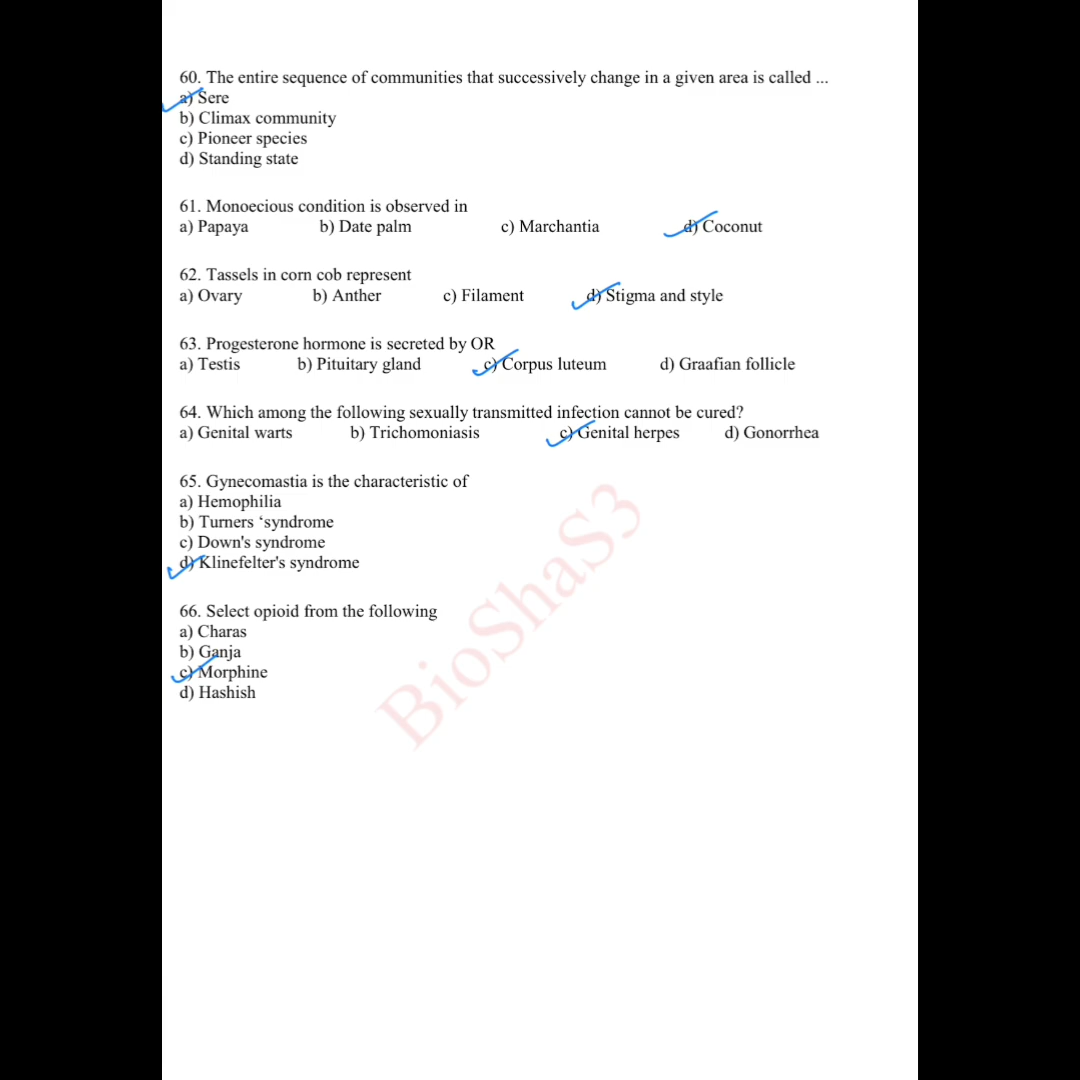 60. The entire sequence of communities that successively change in a given area is called ...
a) Sere
b) Climax community
c) Pioneer species
d) Standing state
61. Monoecious condition is observed in
a) Papaya b) Date palm c) Marchantia d) Coconut
62. Tassels in corn cob represent
a) Ovary b) Anther c) Filament d) Stigma and style
63. Progesterone hormone is secreted by OR
a) Testis b) Pituitary gland c) Corpus luteum d) Graafian follicle
64. Which among the following sexually transmitted infection cannot be cured?
a) Genital warts b) Trichomoniasis c) Genital herpes d) Gonorrhea
65. Gynecomastia is the characteristic of
a) Hemophilia
b) Turners ‘syndrome
c) Down's syndrome
d) Klinefelter's syndrome
66. Select opioid from the following
a) Charas
b) Ganja
c) Morphine
d) Hashish
BioShaS3